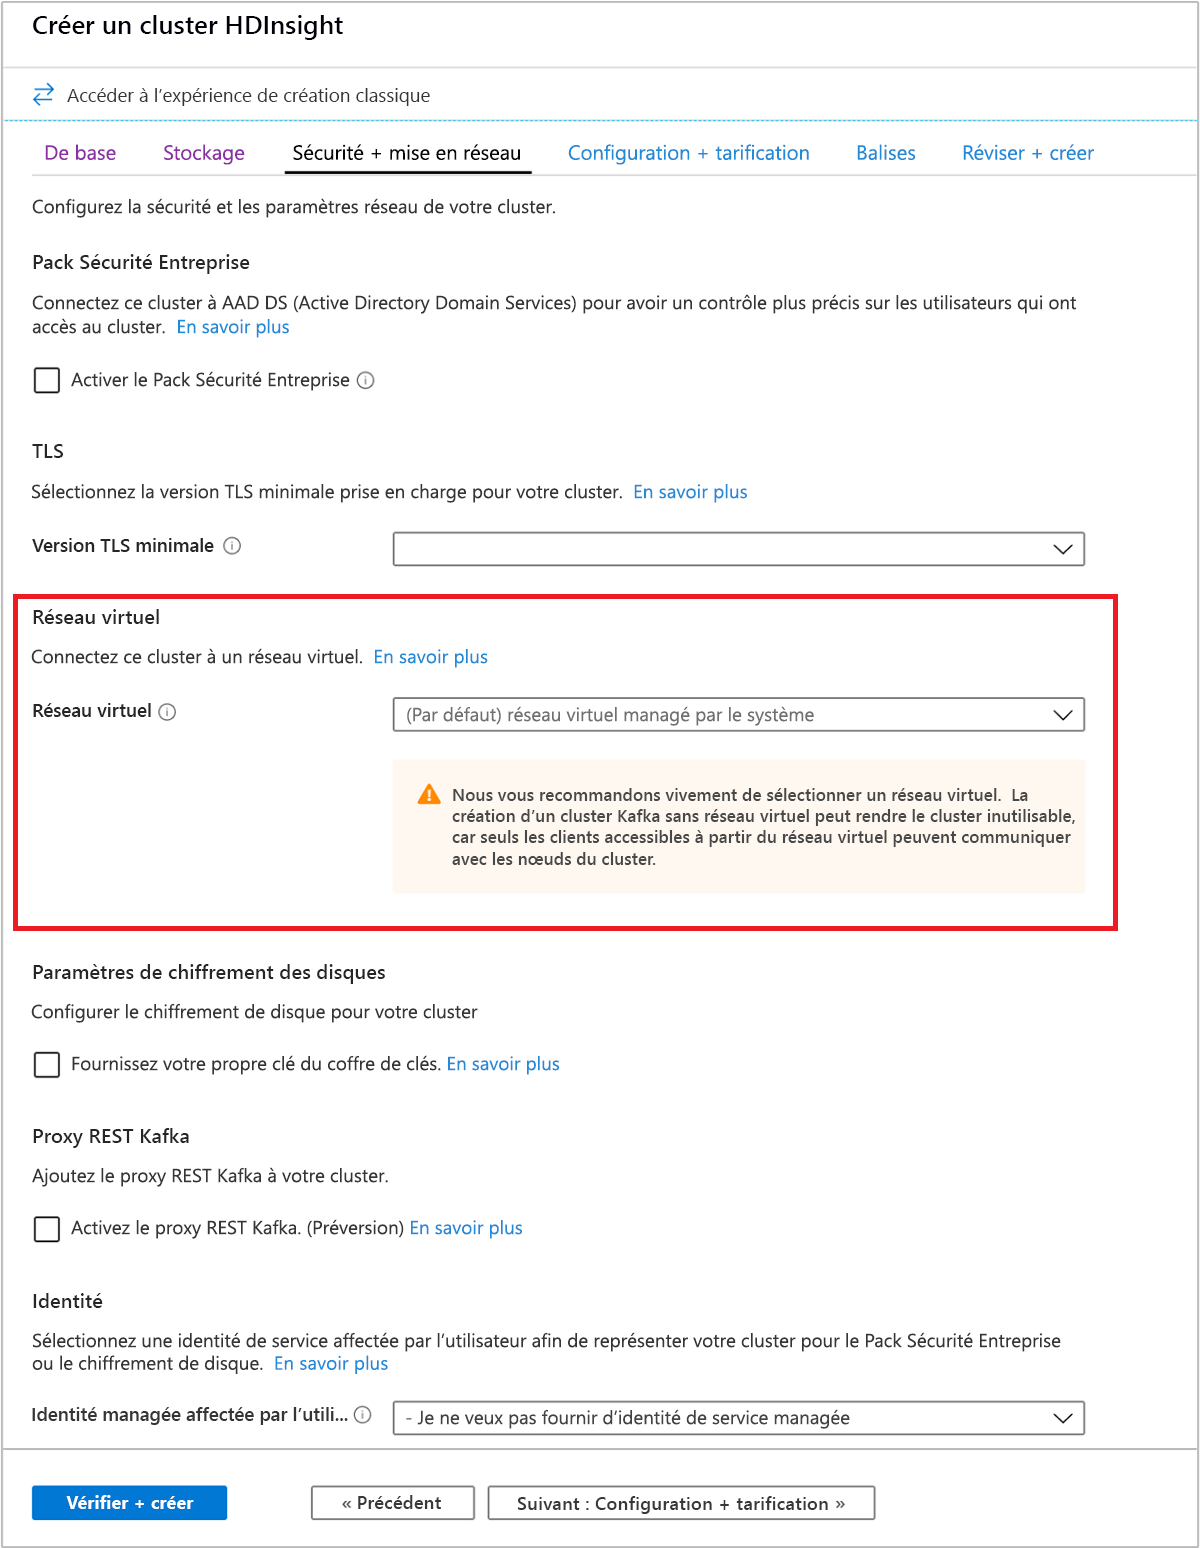 Créer un cluster HDInsight
Accéder à l’expérience de création classique
De base Stockage Sécurité + mise en réseau Configuration + tarification Balises Réviser + créer
Configurez la sécurité et les paramètres réseau de votre cluster.
Pack Sécurité Entreprise
Connectez ce cluster à AAD DS (Active Directory Domain Services) pour avoir un contrôle plus précis sur les utilisateurs qui ont
accès au cluster. En savoir plus
Activer le Pack Sécurité Entreprise
TLS
Sélectionnez la version TLS minimale prise en charge pour votre cluster. En savoir plus
Version TLS minimale
Réseau virtuel
Connectez ce cluster à un réseau virtuel. En savoir plus
Réseau virtuel (Par défaut) réseau virtuel managé par le système
Nous vous recommandons vivement de sélectionner un réseau virtuel. La
création d’un cluster Kafka sans réseau virtuel peut rendre le cluster inutilisable,
car seuls les clients accessibles à partir du réseau virtuel peuvent communiquer
avec les nœuds du cluster.
Paramètres de chiffrement des disques
Configurer le chiffrement de disque pour votre cluster
Fournissez votre propre clé du coffre de clés. En savoir plus
Proxy REST Kafka
Ajoutez le proxy REST Kafka à votre cluster.
Activez le proxy REST Kafka. (Préversion) En savoir plus
Identité
Sélectionnez une identité de service affectée par l’utilisateur afin de représenter votre cluster pour le Pack Sécurité Entreprise
ou le chiffrement de disque. En savoir plus
Identité managée affectée par l’utili... - Je ne veux pas fournir d’identité de service managée
Vérifier + créer « Précédent Suivant : Configuration + tarification »